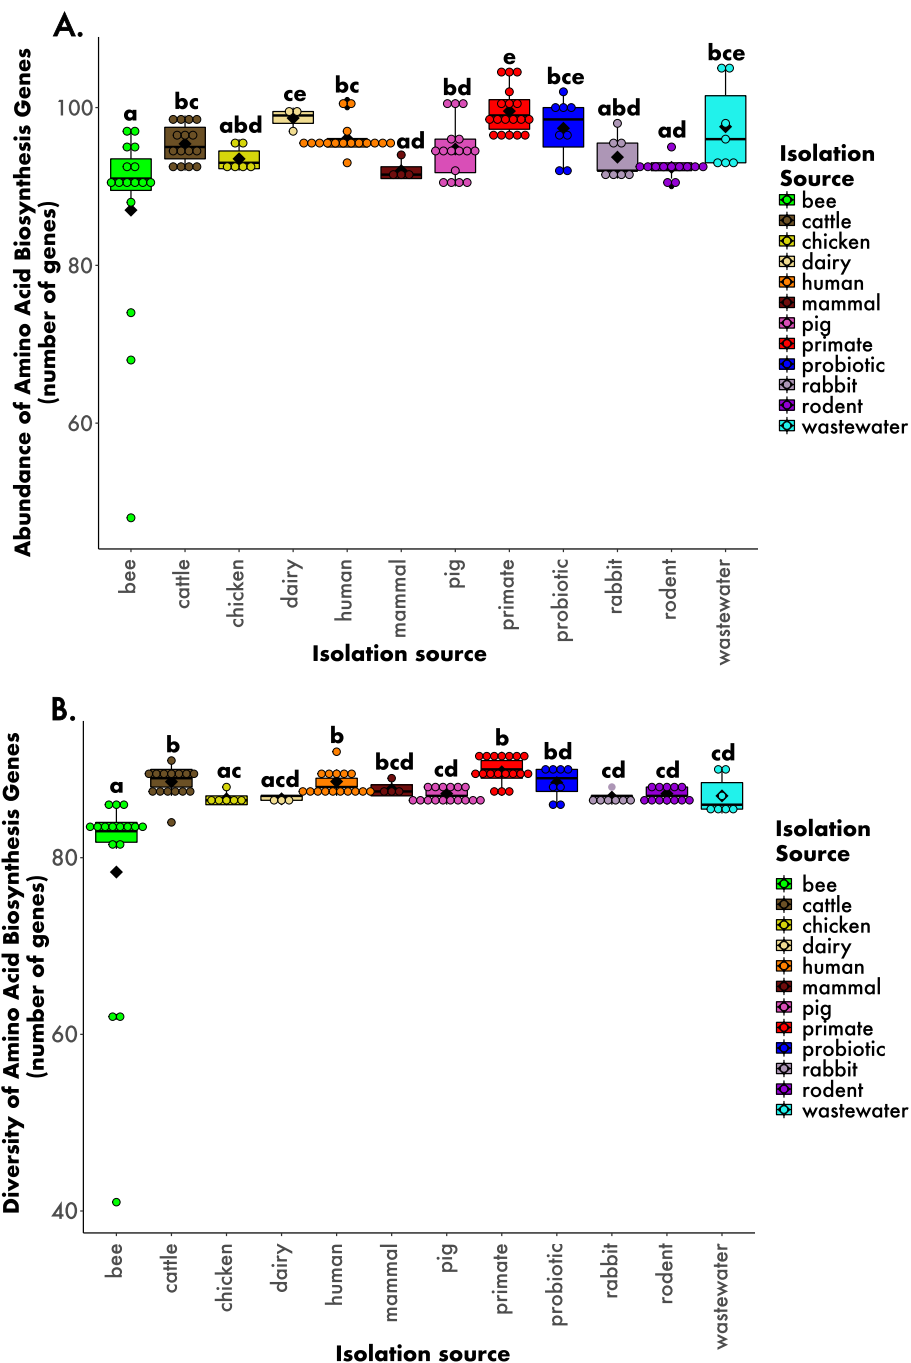 A.
Abundance of Amino Acid Biosynthesis Genes
(number of genes)
100
80
60
a
bc
abd
ce
bc
ad
bd
e
bce
abd
ad
bce
bee
cattle
chicken
dairy
human
mammal
pig
primate
probiotic
rabbit
rodent
wastewater
Isolation source
Isolation
Source
bee
cattle
chicken
dairy
human
mammal
pig
primate
probiotic
rabbit
rodent
wastewater
B.
Diversity of Amino Acid Biosynthesis Genes
(number of genes)
80
60
40
a
b
ac
acd
b
bcd
cd
b
bd
cd
cd
cd
bee
cattle
chicken
dairy
human
mammal
pig
primate
probiotic
rabbit
rodent
wastewater
Isolation source
Isolation
Source
bee
cattle
chicken
dairy
human
mammal
pig
primate
probiotic
rabbit
rodent
wastewater